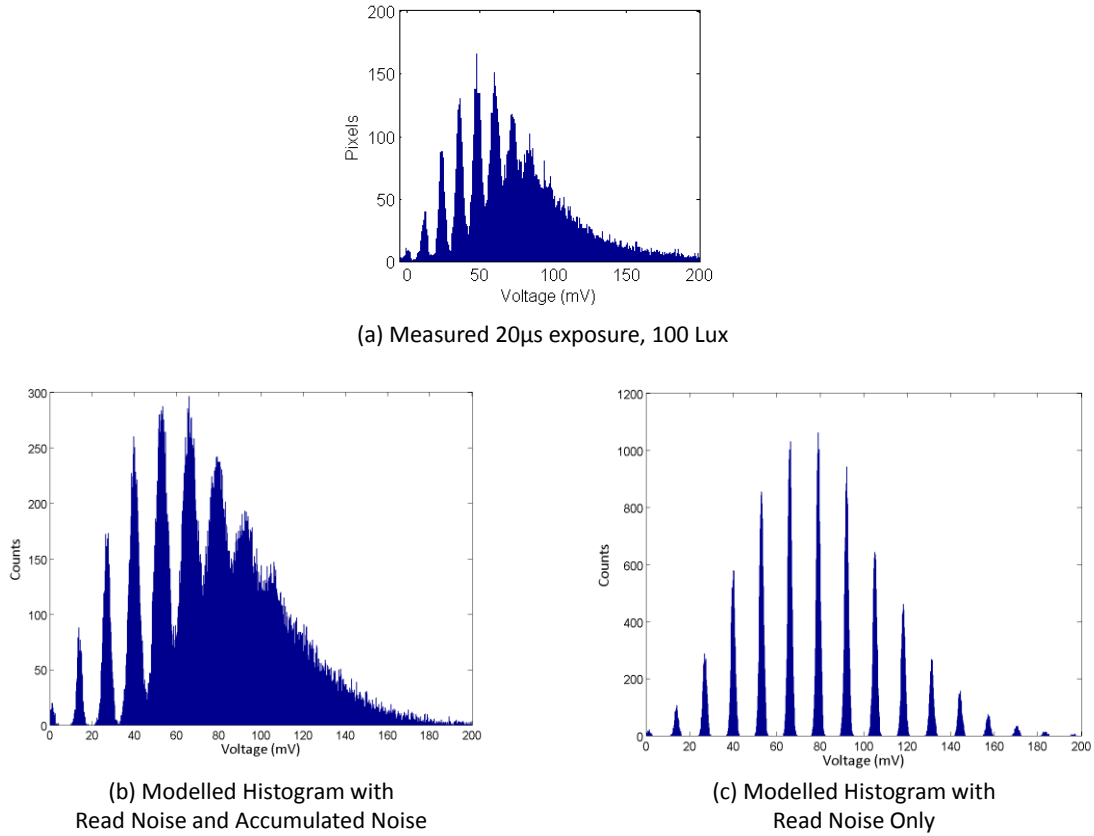 200
150
100
50
0
Pixels
0 50 100 150 200
Voltage (mV)
(a) Measured 20µs exposure, 100 Lux
300
250
200
150
100
50
0
Counts
0 20 40 60 80 100 120 140 160 180 200
Voltage (mV)
(b) Modelled Histogram with
Read Noise and Accumulated Noise
1200
1000
800
600
400
200
0
Counts
0 20 40 60 80 100 120 140 160 180 200
Voltage (mV)
(c) Modelled Histogram with
Read Noise Only